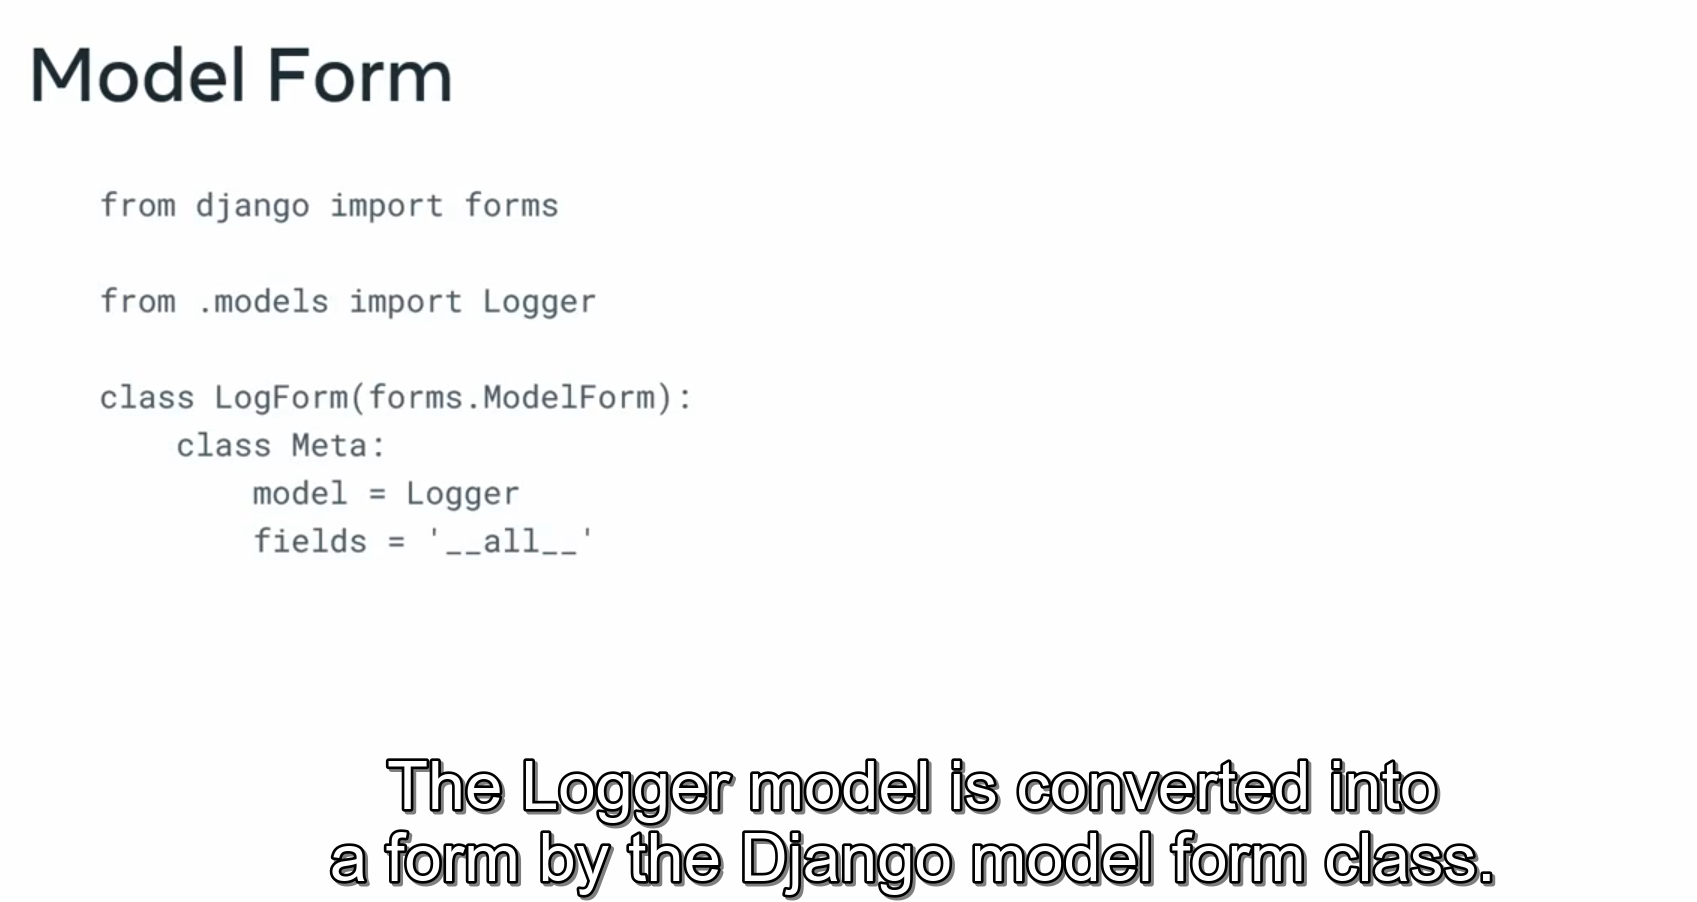 Model Form
from django import forms
from .models import Logger
class LogForm(forms.ModelForm):
    class Meta:
        model = Logger
        fields = '__all__'
The Logger model is converted into
a form by the Django model form class.